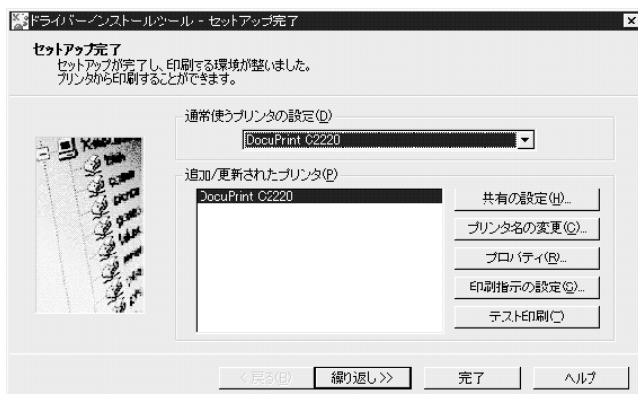 ドライバーインストールツール - セットアップ完了
セットアップ完了
セットアップが完了し、印刷する環境が整いました。
プリンタから印刷することができます。
通常使うプリンタの設定(D)
DocuPrint C2220
追加/更新されたプリンタ(P)
DocuPrint C2220
共有の設定(H)...
プリンタ名の変更(C)...
プロパティ(R)...
印刷指示の設定(G)...
テスト印刷(T)
< 戻る(B)
繰り返し >>
完了
ヘルプ